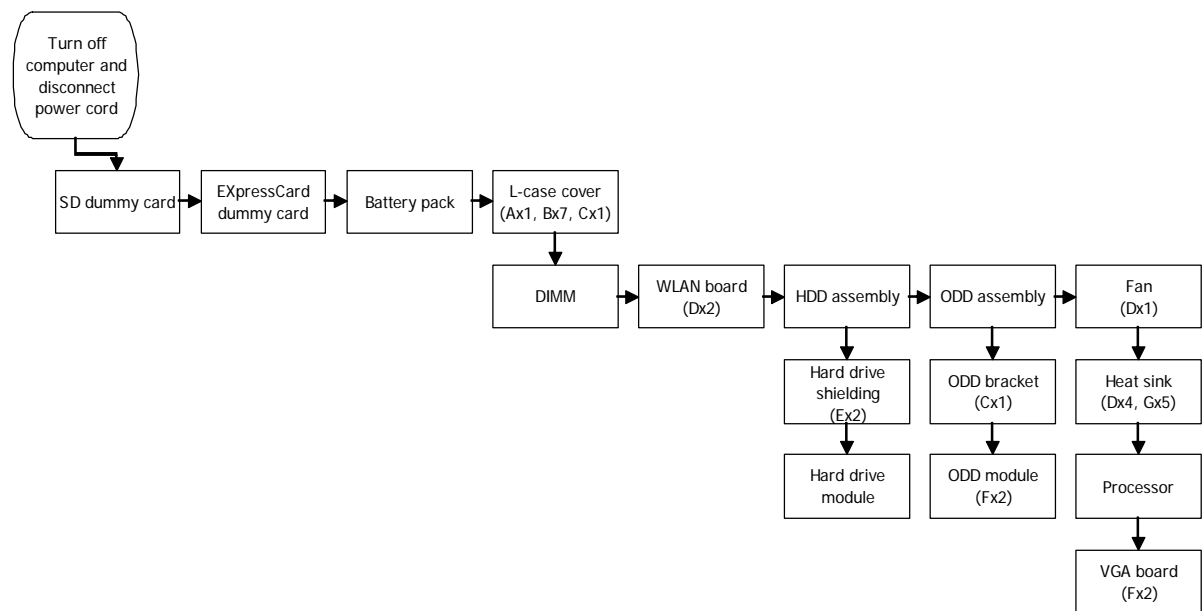 Turn off
computer and
disconnect
power cord
SD dummy card
EXpressCard
dummy card
Battery pack
L-case cover
(Ax1, Bx7, Cx1)
DIMM
WLAN board
(Dx2)
HDD assembly
ODD assembly
Fan
(Dx1)
Hard drive
shielding
(Ex2)
ODD bracket
(Cx1)
Heat sink
(Dx4, Gx5)
Hard drive
module
ODD module
(Fx2)
Processor
VGA board
(Fx2)